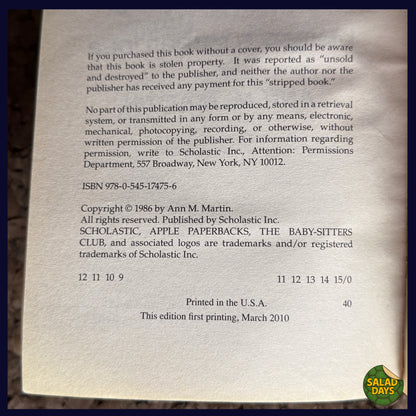 If you purchased this book without a cover, you should be aware
that this book is stolen property. It was reported as "unsold
and destroyed" to the publisher, and neither the author nor the
publisher has received any payment for this "stripped book."
No part of this publication may be reproduced, stored in a retrieval
system, or transmitted in any form or by any means, electronic,
mechanical, photocopying, recording, or otherwise, without
written permission of the publisher. For information regarding
permission, write to Scholastic Inc., Attention: Permissions
Department, 557 Broadway, New York, NY 10012.
ISBN 978-0-545-17475-6
Copyright © 1986 by Ann M. Martin.
All rights reserved. Published by Scholastic Inc.
SCHOLASTIC, APPLE PAPERBACKS, THE BABY-SITTERS
CLUB, and associated logos are trademarks and/or registered
trademarks of Scholastic Inc.
12 11 10 9 11 12 13 14 15/0
Printed in the U.S.A. 40
This edition first printing, March 2010
SALAD
DAYS